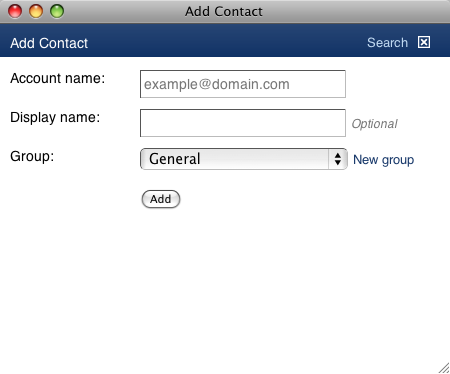 Add Contact
Add Contact Search
Account name: example@domain.com
Display name: Optional
Group: General New group
Add